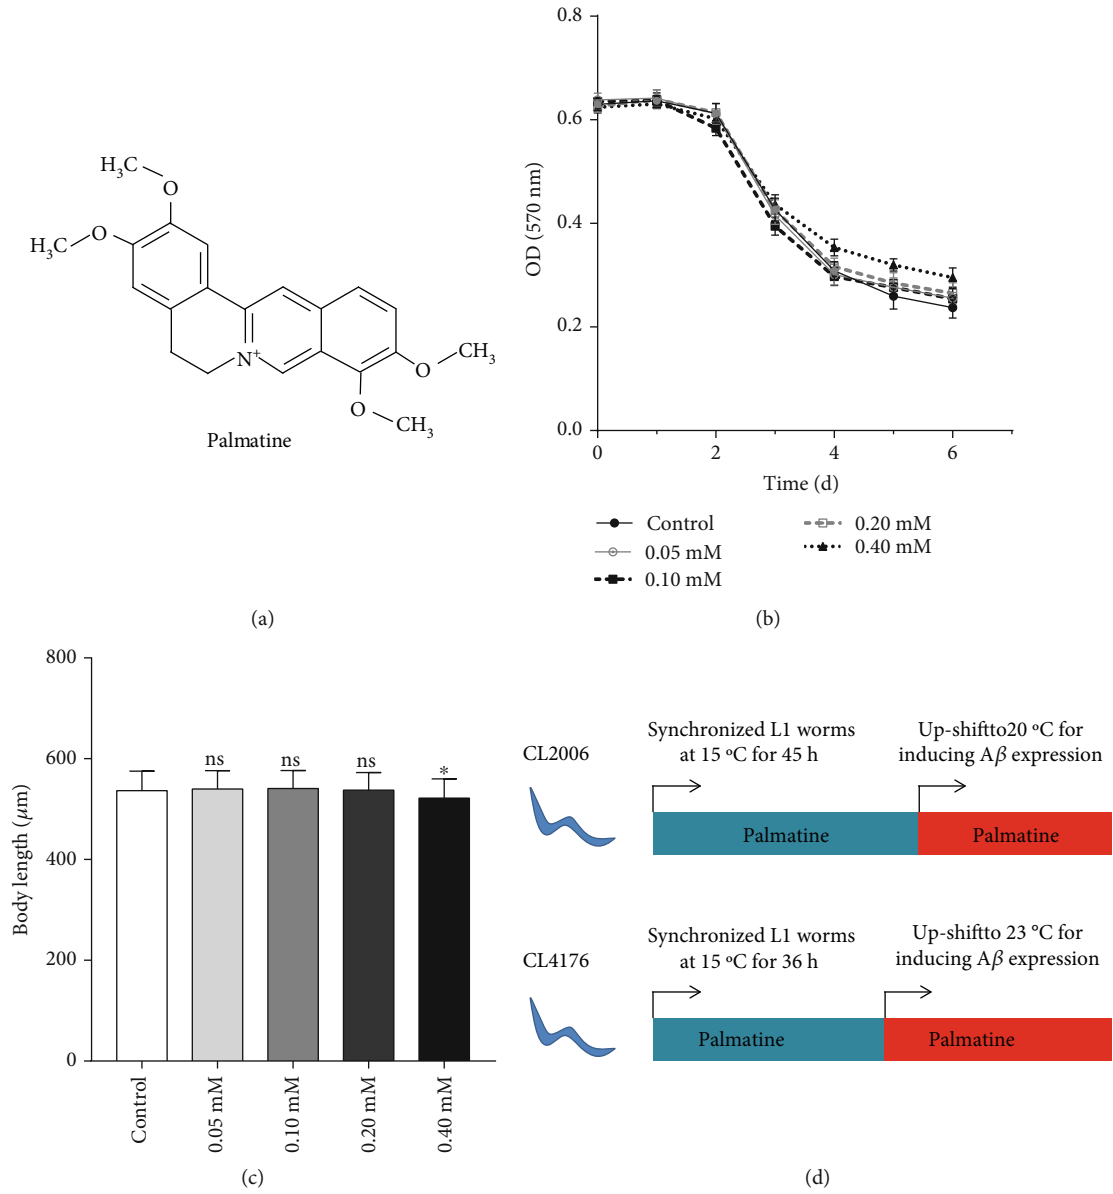 H3C
O
H3C
O
N+
O
CH3
O
CH3
Palmatine
(a)
0.8
0.6
0.4
0.2
0.0
OD (570 nm)
0
2
4
6
Time (d)
Control
0.05 mM
0.10 mM
0.20 mM
0.40 mM
(b)
800
600
400
200
0
Body length (μm)
ns
ns
ns
*
Control
0.05 mM
0.10 mM
0.20 mM
0.40 mM
(c)
CL2006
Synchronized L1 worms
at 15 ºC for 45 h
Up-shiftto20 ºC for
inducing Aβ expression
Palmatine
Palmatine
CL4176
Synchronized L1 worms
at 15 ºC for 36 h
Up-shiftto 23 °C for
inducing Aβ expression
Palmatine
Palmatine
(d)